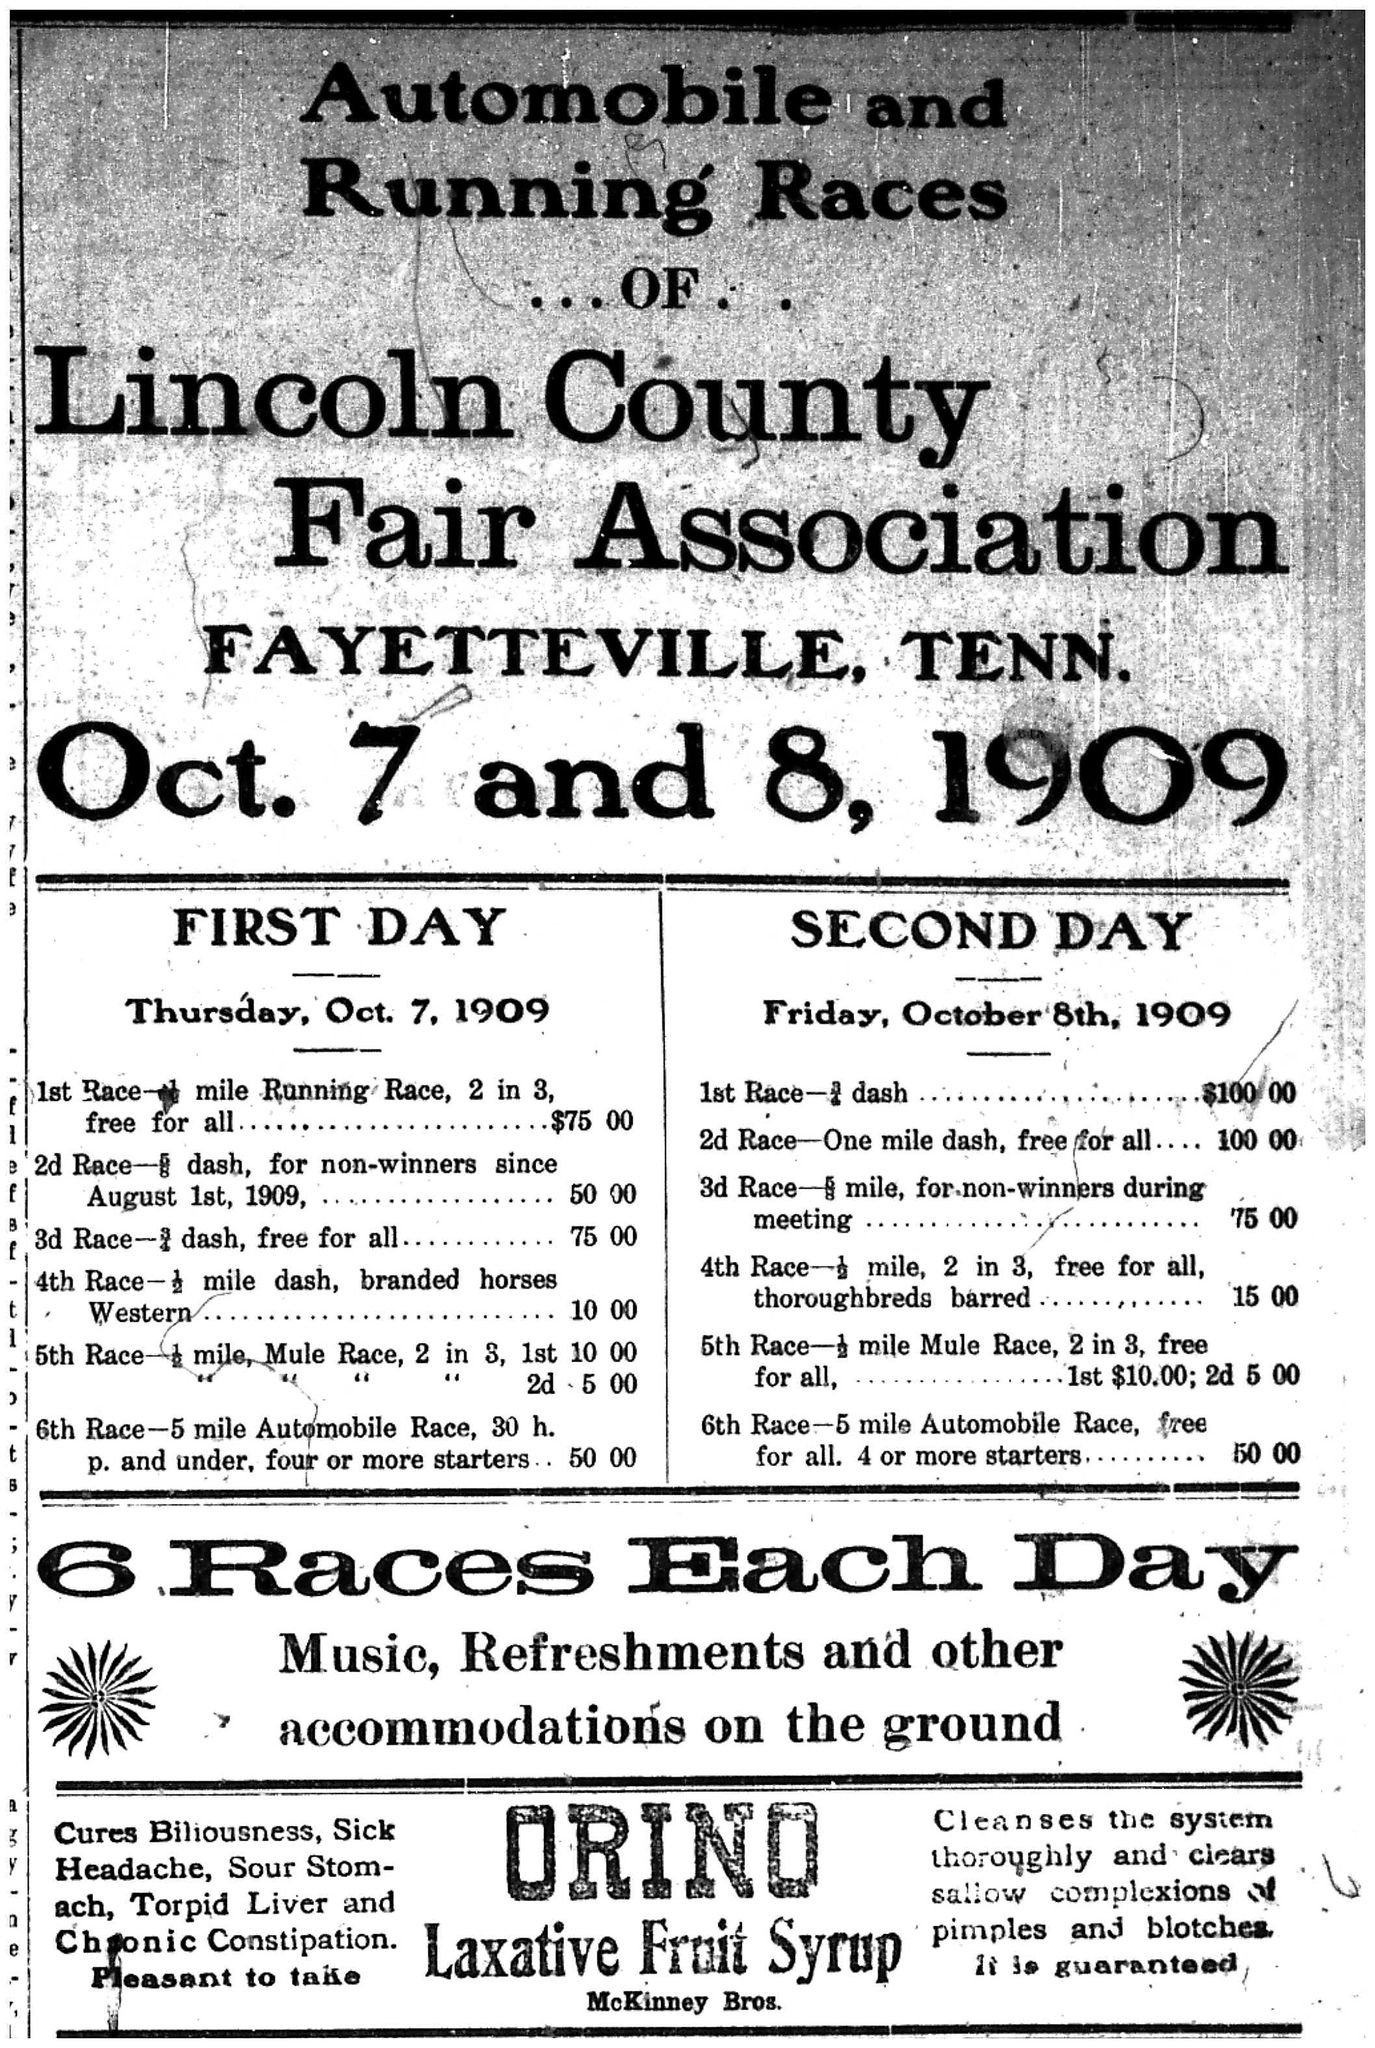 Automobile and
Running Races
...OF. .
Lincoln County
Fair Association
FAYETTEVILLE, TENN.
Oct. 7 and 8, 1909
FIRST DAY
Thursday, Oct. 7, 1909
1st Race— mile Running Race, 2 in 3,
free for all..............................$75 00
2d Race—⅝ dash, for non-winners since
August 1st, 1909, .................. 50 00
3d Race—¾ dash, free for all............ 75 00
4th Race—½ mile dash, branded horses
Western........................... 10 00
5th Race—½ mile, Mule Race, 2 in 3, 1st 10 00
“ “ “ “ 2d 5 00
6th Race—5 mile Automobile Race, 30 h.
p. and under, four or more starters.. 50 00
SECOND DAY
Friday, October 8th, 1909
1st Race—¾ dash ......................$100 00
2d Race—One mile dash, free for all.... 100 00
3d Race—⅝ mile, for non-winners during
meeting .......................... 75 00
4th Race—½ mile, 2 in 3, free for all,
thoroughbreds barred ............. 15 00
5th Race—½ mile Mule Race, 2 in 3, free
for all, ................1st $10.00; 2d 5 00
6th Race—5 mile Automobile Race, free
for all. 4 or more starters.......... 50 00
6 Races Each Day
Music, Refreshments and other
accommodations on the ground
Cures Biliousness, Sick
Headache, Sour Stom-
ach, Torpid Liver and
Chronic Constipation.
Pleasant to take
ORINO
Laxative Fruit Syrup
McKinney Bros.
Cleanses the system
thoroughly and clears
sallow complexions of
pimples and blotches.
It is guaranteed